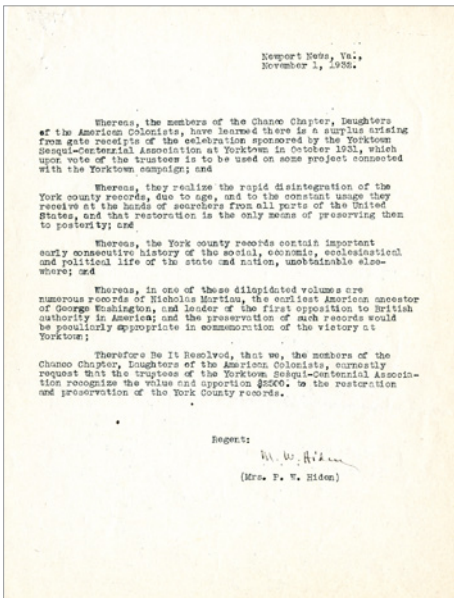 Newport News, Va.,
November 1, 1932.
Whereas, the members of the Chanco Chapter, Daughters
of the American Colonists, have learned there is a surplus arising
from gate receipts of the celebration sponsored by the Yorktown
Sesqui-Centennial Association at Yorktown in October 1931, which
upon vote of the trustees is to be used on some project connected
with the Yorktown campaign; and
Whereas, they realize the rapid disintegration of the
York county records, due to age, and to the constant usage they
receive at the hands of searchers from all parts of the United
States, and that restoration is the only means of preserving them
to posterity; and
Whereas, the York county records contain important
early consecutive history of the social, economic, ecclesiastical
and political life of the state and nation, unobtainable else-
where; and
Whereas, in one of these dilapidated volumes are
numerous records of Nicholas Martiau, the earliest American ancestor
of George Washington, and leader of the first opposition to British
authority in America; and the preservation of such records would
be peculiarly appropriate in commemoration of the victory at
Yorktown;
Therefore Be It Resolved, that we, the members of the
Chanco Chapter, Daughters of the American Colonists, earnestly
request that the trustees of the Yorktown Sesqui-Centennial Associa-
tion recognize the value and apportion $2500. to the restoration
and preservation of the York County records.
Regent:
M. W. Hiden
(Mrs. P. W. Hiden)